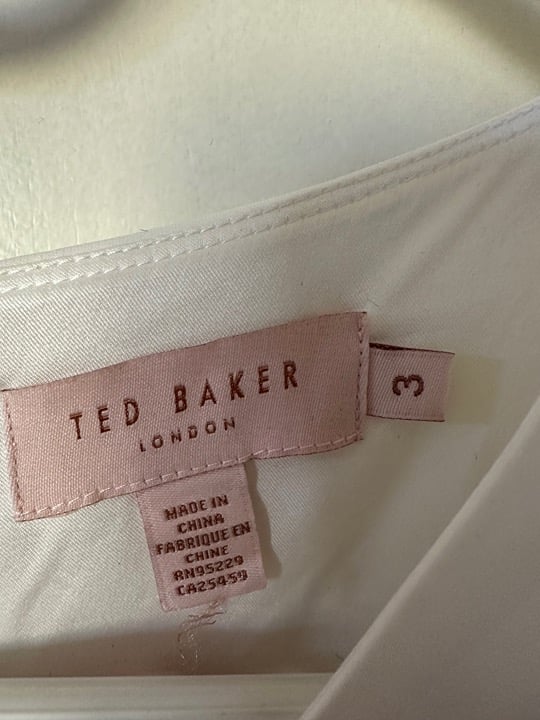 TED BAKER
LONDON
3
MADE IN
CHINA
FABRIQUE EN
CHINE
RN95229
CA25459